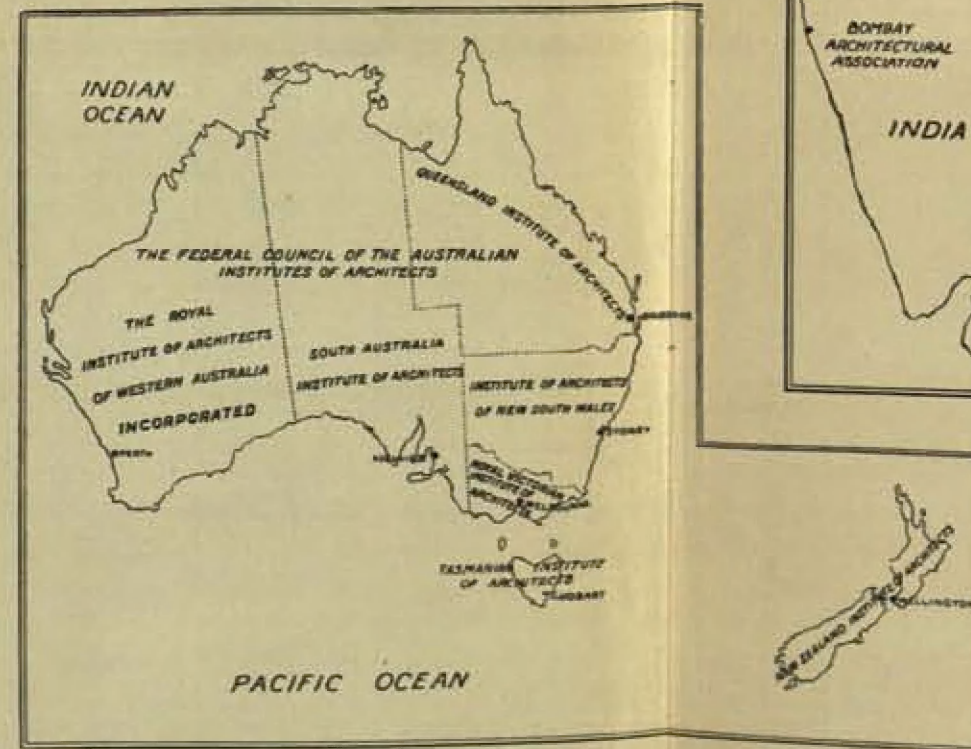 INDIAN
OCEAN
BOMBAY
ARCHITECTURAL
ASSOCIATION
INDIA
QUEENSLAND INSTITUTE OF ARCHITECTS
THE FEDERAL COUNCIL OF THE AUSTRALIAN
INSTITUTES OF ARCHITECTS
BRISBANE
THE ROYAL
INSTITUTE OF ARCHITECTS
OF WESTERN AUSTRALIA
INCORPORATED
PERTH
SOUTH AUSTRALIA
INSTITUTE OF ARCHITECTS
INSTITUTE OF ARCHITECTS
OF NEW SOUTH WALES
SYDNEY
ROYAL VICTORIAN
INSTITUTE OF
ARCHITECTS
MELBOURNE
TASMANIAN INSTITUTE
OF ARCHITECTS
HOBART
NEW ZEALAND INSTITUTE OF ARCHITECTS
WELLINGTON
PACIFIC OCEAN